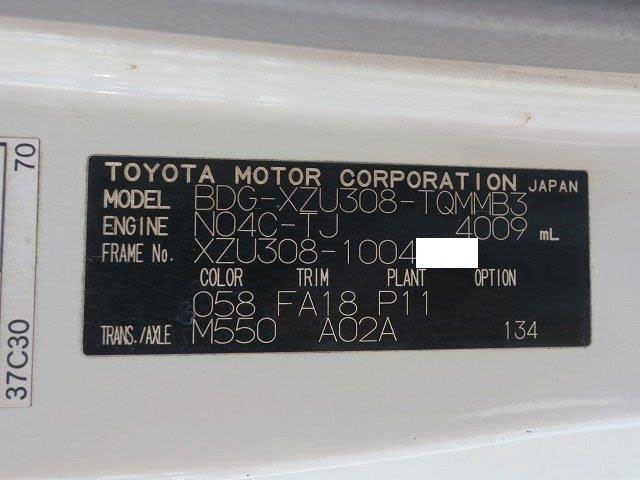 TOYOTA MOTOR CORPORATION JAPAN
MODEL BDG-XZU308-TQMMB3
ENGINE N04C-TJ 4009 mL
FRAME No. XZU308-1004
COLOR TRIM PLANT OPTION
058 FA18 P11
TRANS./AXLE M550 A02A 134
37C30 70